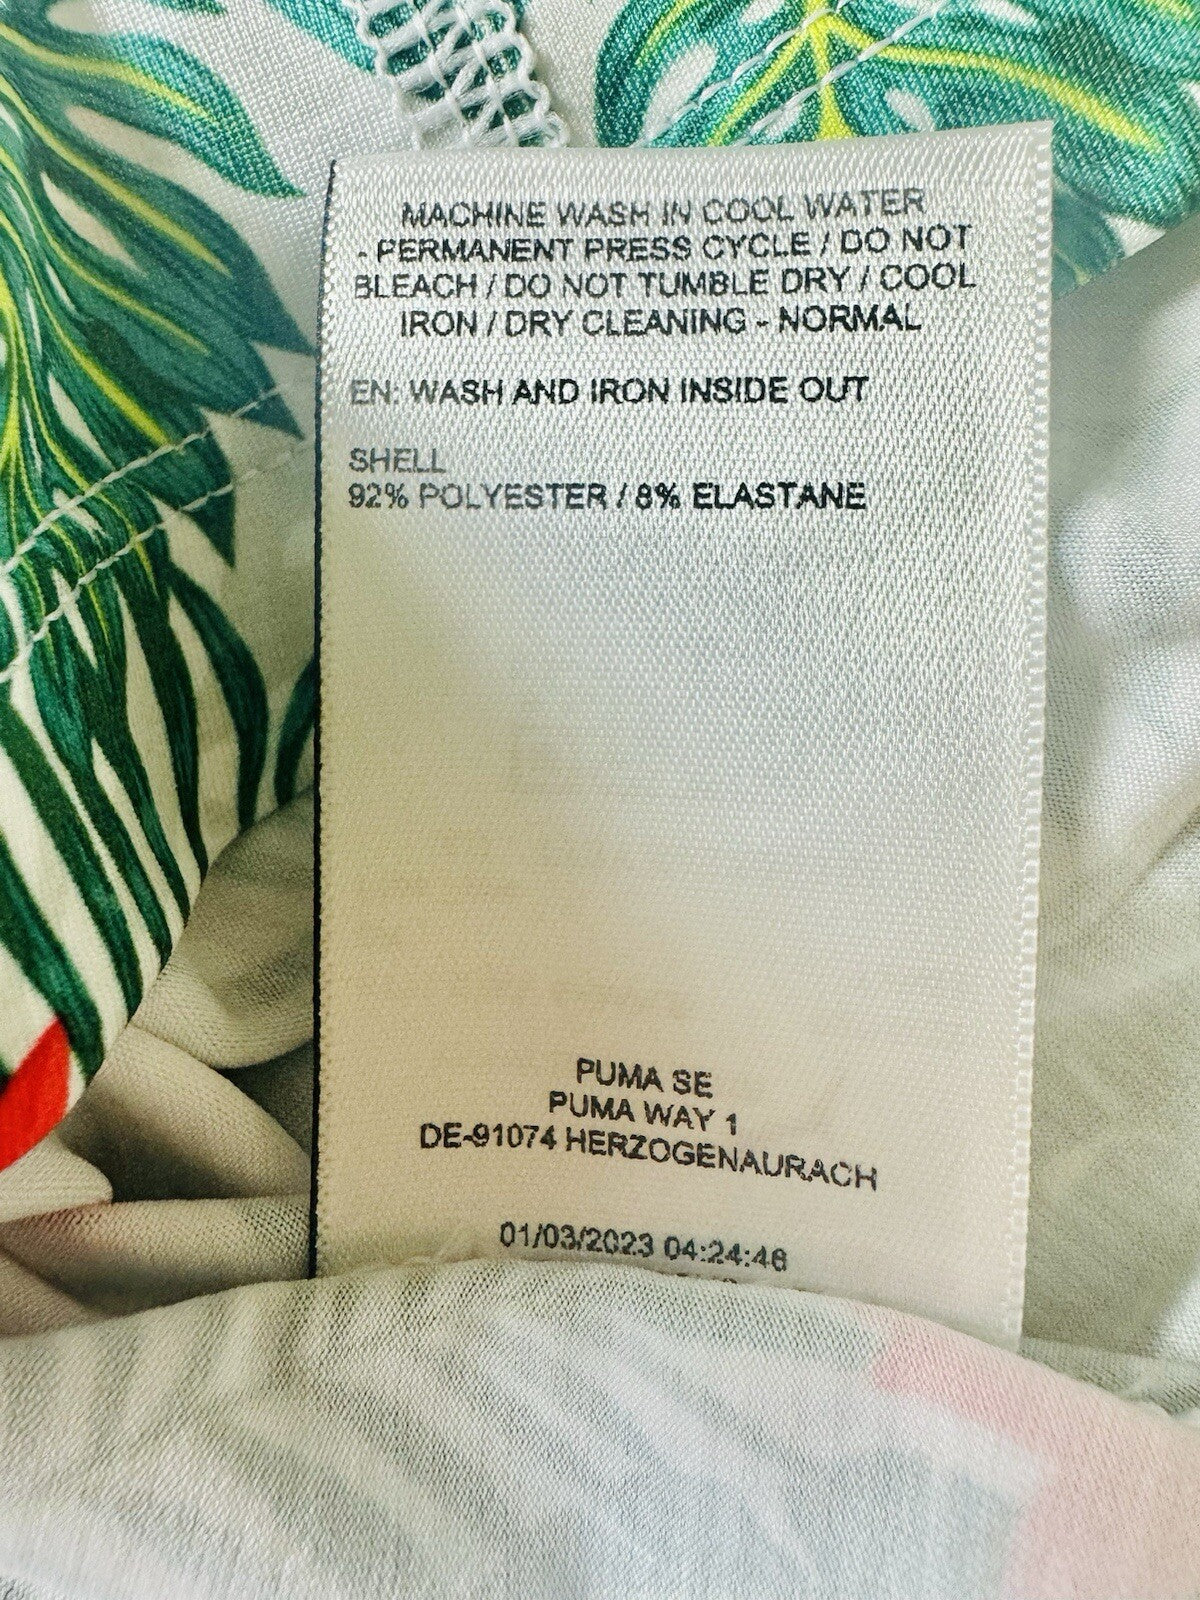 MACHINE WASH IN COOL WATER
- PERMANENT PRESS CYCLE / DO NOT
BLEACH / DO NOT TUMBLE DRY / COOL
IRON / DRY CLEANING - NORMAL
EN: WASH AND IRON INSIDE OUT
SHELL
92% POLYESTER / 8% ELASTANE
PUMA SE
PUMA WAY 1
DE-91074 HERZOGENAURACH
01/03/2023 04:24:46